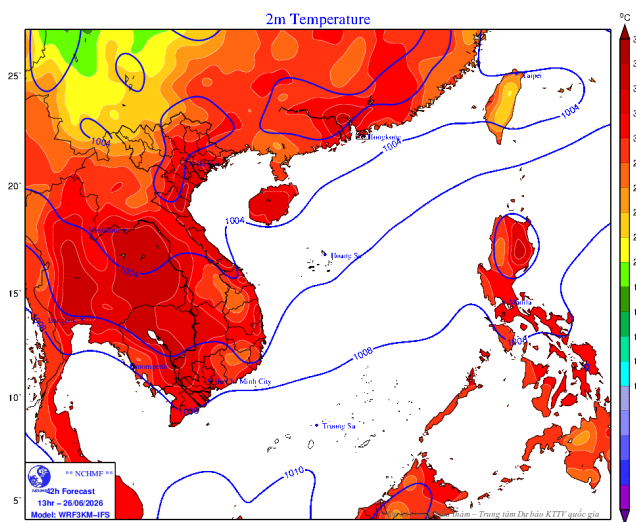 2m Temperature
°C
25°
20°
15°
10°
5°
Taipei
1004
1004
Hongkong
1004
1004
1004
Hoang Sa
Manila
1008
1008
Ho Chi Minh City
Truong Sa
1010
** NCHMF **
42h Forecast
13hr – 26/06/2026
Model: WRF3KM–IFS
– Trung tâm Dự báo KTTV quốc gia